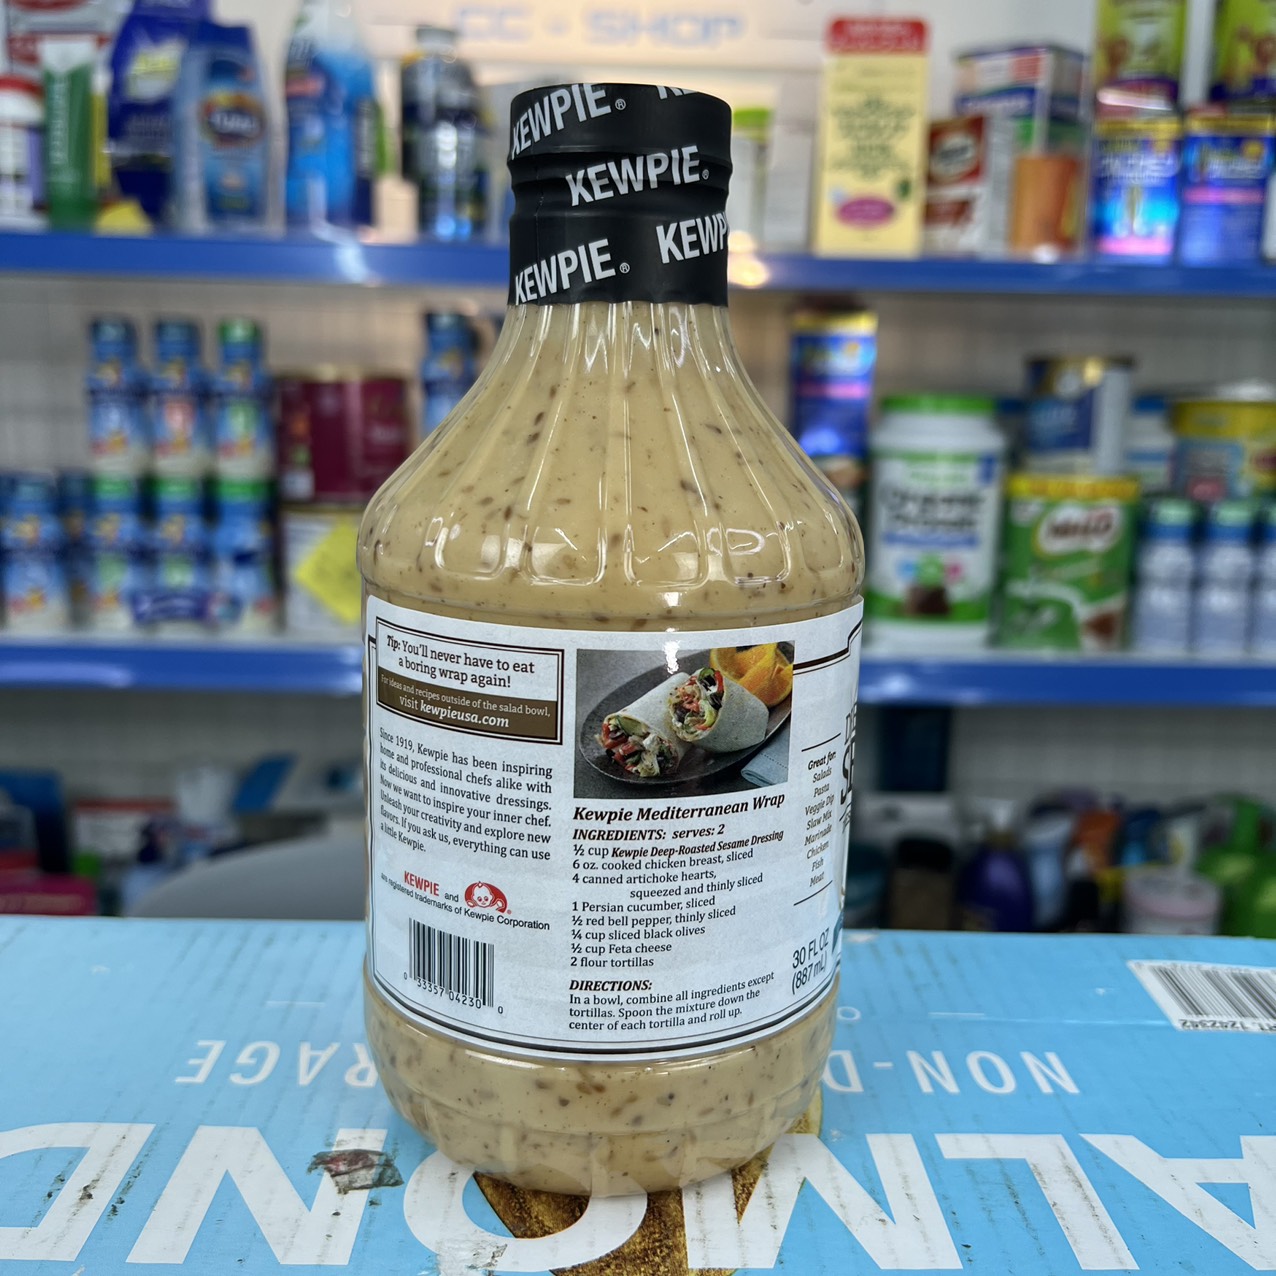 CC - SHOP
KEWPIE®
KEWPIE®
KEWPIE®
KEWP
Tip: You'll never have to eat
a boring wrap again!
For ideas and recipes outside of the salad bowl,
visit kewpieusa.com
Since 1919, Kewpie has been inspiring
home and professional chefs alike with
its delicious and innovative dressings.
Now we want to inspire your inner chef.
Unleash your creativity and explore new
flavors. If you ask us, everything can use
a little Kewpie.
KEWPIE and ®
are registered trademarks of Kewpie Corporation
0 33357 04230 0
Kewpie Mediterranean Wrap
INGREDIENTS: serves: 2
½ cup Kewpie Deep-Roasted Sesame Dressing
6 oz. cooked chicken breast, sliced
4 canned artichoke hearts,
squeezed and thinly sliced
1 Persian cucumber, sliced
½ red bell pepper, thinly sliced
¼ cup sliced black olives
½ cup Feta cheese
2 flour tortillas
DIRECTIONS:
In a bowl, combine all ingredients except
tortillas. Spoon the mixture down the
center of each tortilla and roll up.
Great for:
Salads
Pasta
Veggie Dip
Slaw Mix
Marinade
Chicken
Fish
Meat
30 FL OZ
(887 mL)
MILO
NON-D
RAGE
ALMOND